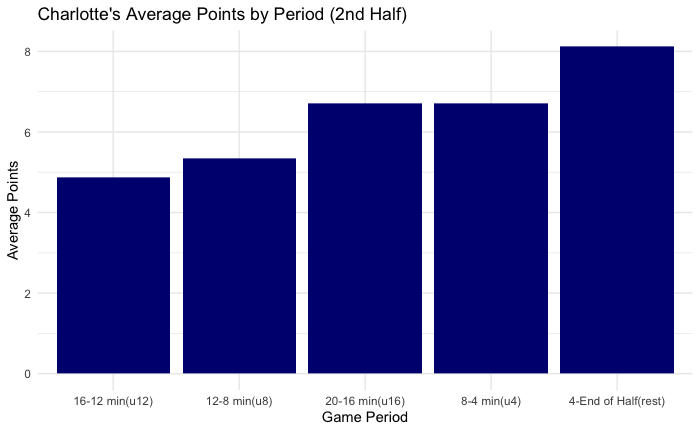 Charlotte's Average Points by Period (2nd Half)
Average Points
8
6
4
2
0
16-12 min(u12)
12-8 min(u8)
20-16 min(u16)
8-4 min(u4)
4-End of Half(rest)
Game Period